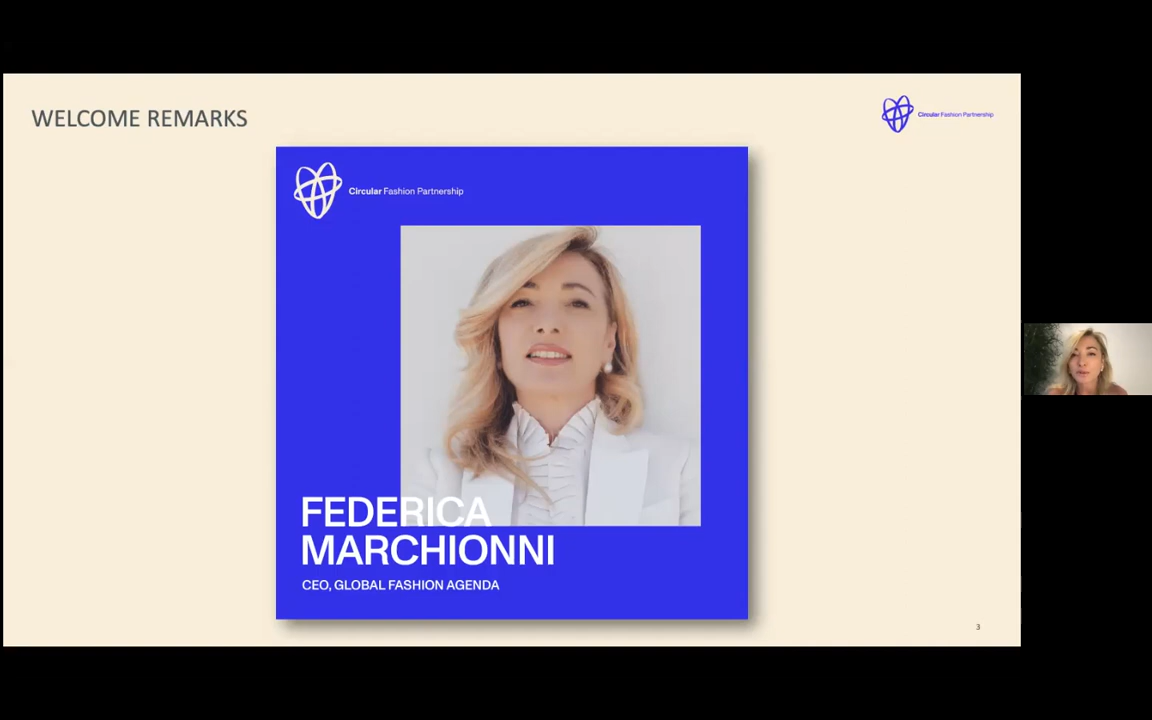 WELCOME REMARKS
Circular Fashion Partnership
Circular Fashion Partnership
FEDERICA
MARCHIONNI
CEO, GLOBAL FASHION AGENDA
3